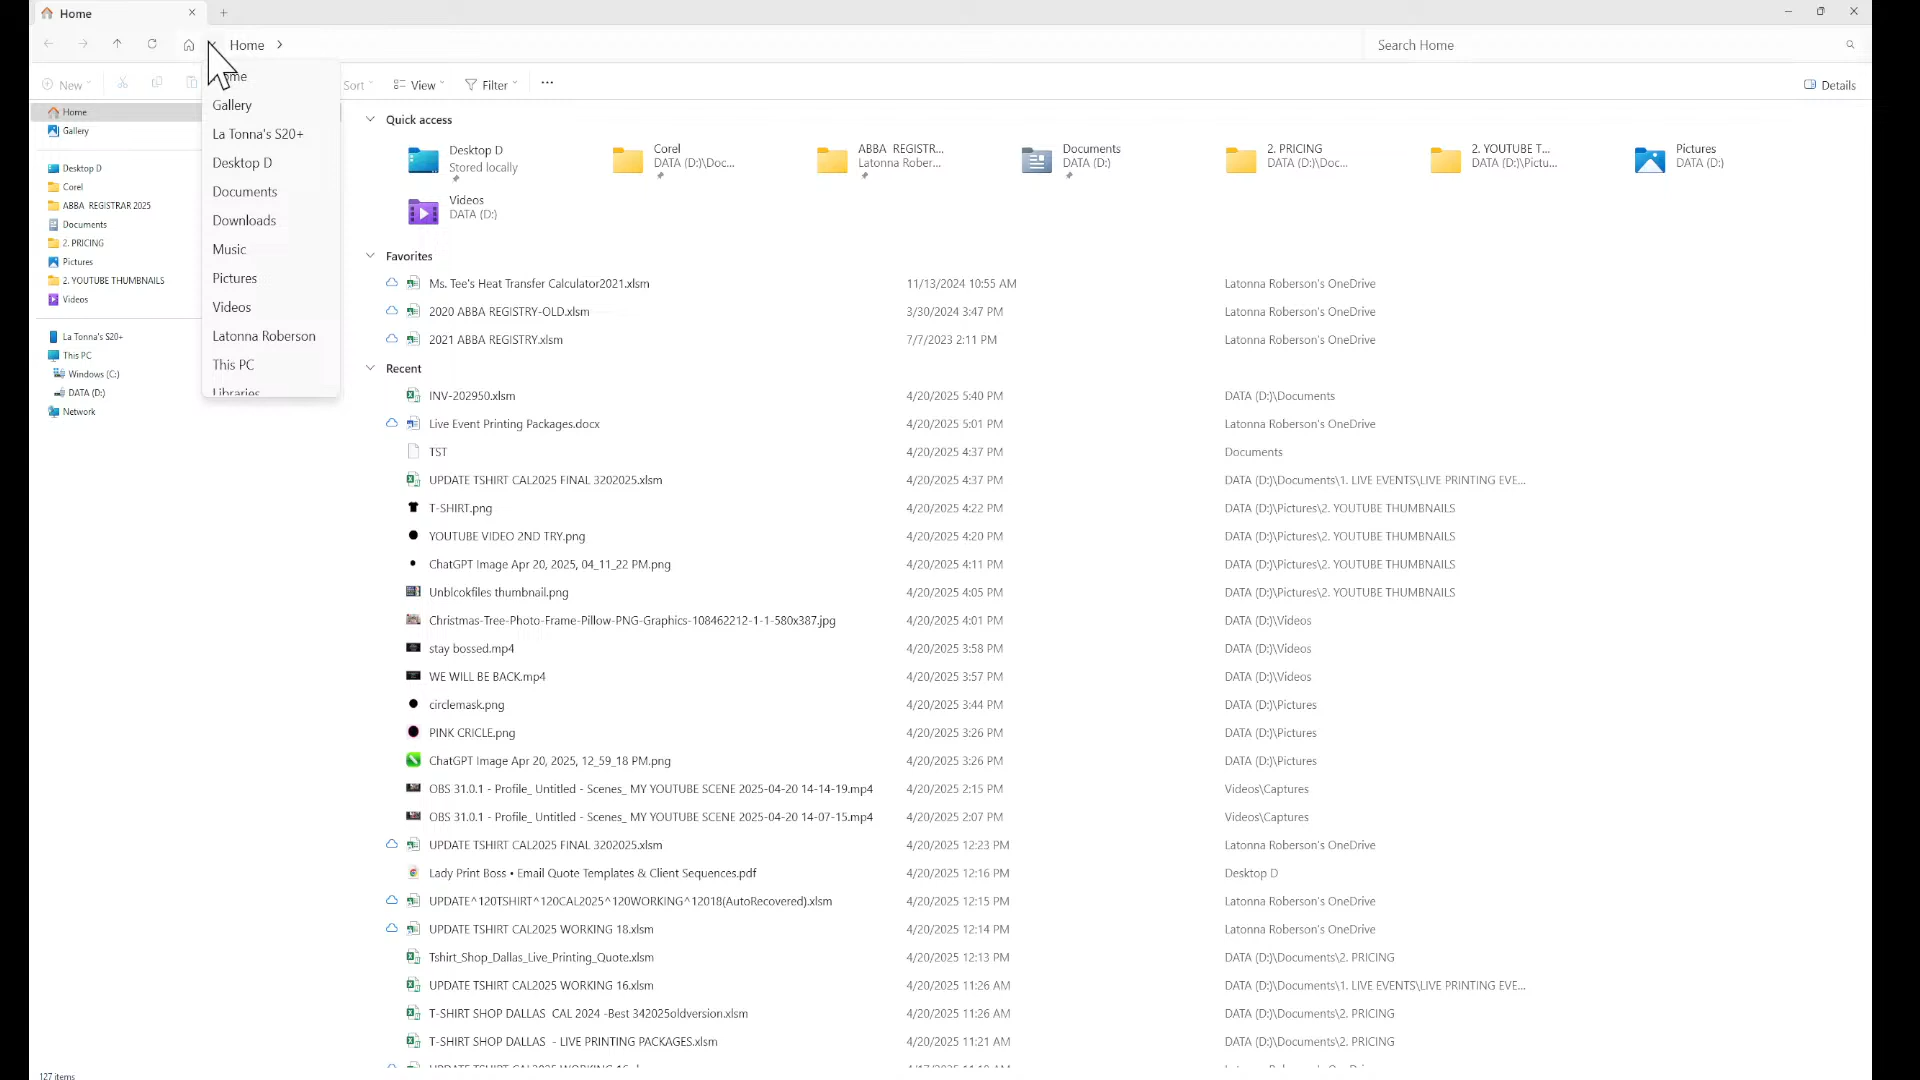 Home
Home
Search Home
New
Sort
View
Filter
Details
Gallery
La Tonna's S20+
Desktop D
Documents
Downloads
Music
Pictures
Videos
Latonna Roberson
This PC
Libraries
Home
Gallery
Desktop D
Corel
ABBA REGISTRAR 2025
Documents
2. PRICING
Pictures
2. YOUTUBE THUMBNAILS
Videos
La Tonna's S20+
This PC
Windows (C:)
DATA (D:)
Network
Quick access
Desktop D
Stored locally
Corel
DATA (D:)\Doc...
ABBA REGISTR...
Latonna Rober...
Documents
DATA (D:)
2. PRICING
DATA (D:)\Doc...
2. YOUTUBE T...
DATA (D:)\Pictu...
Pictures
DATA (D:)
Videos
DATA (D:)
Favorites
Ms. Tee's Heat Transfer Calculator2021.xlsm 11/13/2024 10:55 AM Latonna Roberson's OneDrive
2020 ABBA REGISTRY-OLD.xlsm 3/30/2024 3:47 PM Latonna Roberson's OneDrive
2021 ABBA REGISTRY.xlsm 7/7/2023 2:11 PM Latonna Roberson's OneDrive
Recent
INV-202950.xlsm 4/20/2025 5:40 PM DATA (D:)\Documents
Live Event Printing Packages.docx 4/20/2025 5:01 PM Latonna Roberson's OneDrive
TST 4/20/2025 4:37 PM Documents
UPDATE TSHIRT CAL2025 FINAL 3202025.xlsm 4/20/2025 4:37 PM DATA (D:)\Documents\1. LIVE EVENTS\LIVE PRINTING EVE...
T-SHIRT.png 4/20/2025 4:22 PM DATA (D:)\Pictures\2. YOUTUBE THUMBNAILS
YOUTUBE VIDEO 2ND TRY.png 4/20/2025 4:20 PM DATA (D:)\Pictures\2. YOUTUBE THUMBNAILS
ChatGPT Image Apr 20, 2025, 04_11_22 PM.png 4/20/2025 4:11 PM DATA (D:)\Pictures\2. YOUTUBE THUMBNAILS
Unblcokfiles thumbnail.png 4/20/2025 4:05 PM DATA (D:)\Pictures\2. YOUTUBE THUMBNAILS
Christmas-Tree-Photo-Frame-Pillow-PNG-Graphics-108462212-1-1-580x387.jpg 4/20/2025 4:01 PM DATA (D:)\Videos
stay bossed.mp4 4/20/2025 3:58 PM DATA (D:)\Videos
WE WILL BE BACK.mp4 4/20/2025 3:57 PM DATA (D:)\Videos
circlemask.png 4/20/2025 3:44 PM DATA (D:)\Pictures
PINK CRICLE.png 4/20/2025 3:26 PM DATA (D:)\Pictures
ChatGPT Image Apr 20, 2025, 12_59_18 PM.png 4/20/2025 3:26 PM DATA (D:)\Pictures
OBS 31.0.1 - Profile_ Untitled - Scenes_ MY YOUTUBE SCENE 2025-04-20 14-14-19.mp4 4/20/2025 2:15 PM Videos\Captures
OBS 31.0.1 - Profile_ Untitled - Scenes_ MY YOUTUBE SCENE 2025-04-20 14-07-15.mp4 4/20/2025 2:07 PM Videos\Captures
UPDATE TSHIRT CAL2025 FINAL 3202025.xlsm 4/20/2025 12:23 PM Latonna Roberson's OneDrive
Lady Print Boss • Email Quote Templates & Client Sequences.pdf 4/20/2025 12:16 PM Desktop D
UPDATE^120TSHIRT^120CAL2025^120WORKING^12018(AutoRecovered).xlsm 4/20/2025 12:15 PM Latonna Roberson's OneDrive
UPDATE TSHIRT CAL2025 WORKING 18.xlsm 4/20/2025 12:14 PM Latonna Roberson's OneDrive
Tshirt_Shop_Dallas_Live_Printing_Quote.xlsm 4/20/2025 12:13 PM DATA (D:)\Documents\2. PRICING
UPDATE TSHIRT CAL2025 WORKING 16.xlsm 4/20/2025 11:26 AM DATA (D:)\Documents\1. LIVE EVENTS\LIVE PRINTING EVE...
T-SHIRT SHOP DALLAS CAL 2024 -Best 342025oldversion.xlsm 4/20/2025 11:26 AM DATA (D:)\Documents\2. PRICING
T-SHIRT SHOP DALLAS - LIVE PRINTING PACKAGES.xlsm 4/20/2025 11:21 AM DATA (D:)\Documents\2. PRICING
127 items